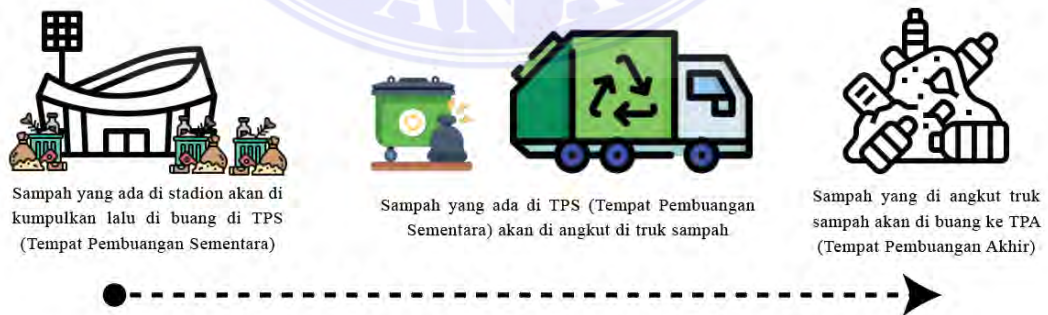 ANA
Sampah yang ada di stadion akan di
kumpulkan lalu di buang di TPS
(Tempat Pembuangan Sementara)
Sampah yang ada di TPS (Tempat Pembuangan
Sementara) akan di angkut di truk sampah
Sampah yang di angkut truk
sampah akan di buang ke TPA
(Tempat Pembuangan Akhir)